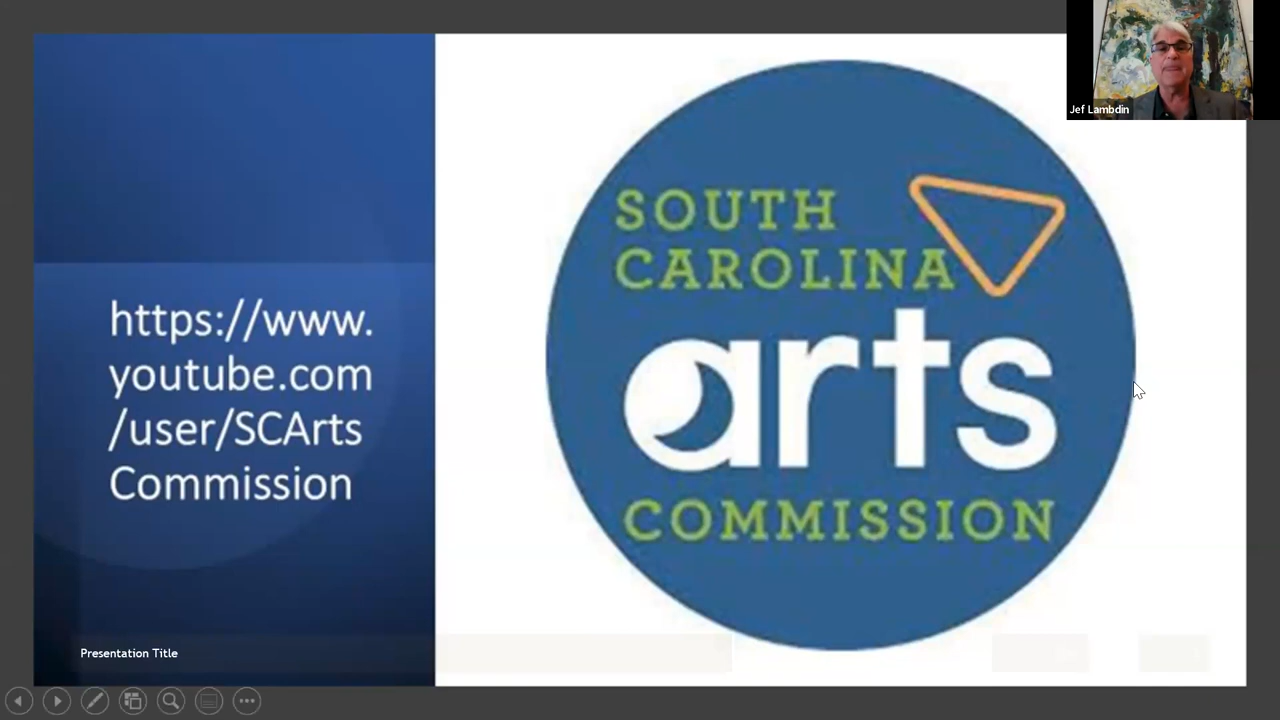 https://www.
youtube.com
/user/SCArts
Commission
SOUTH
CAROLINA
arts
COMMISSION
Jef Lambdin
Presentation Title